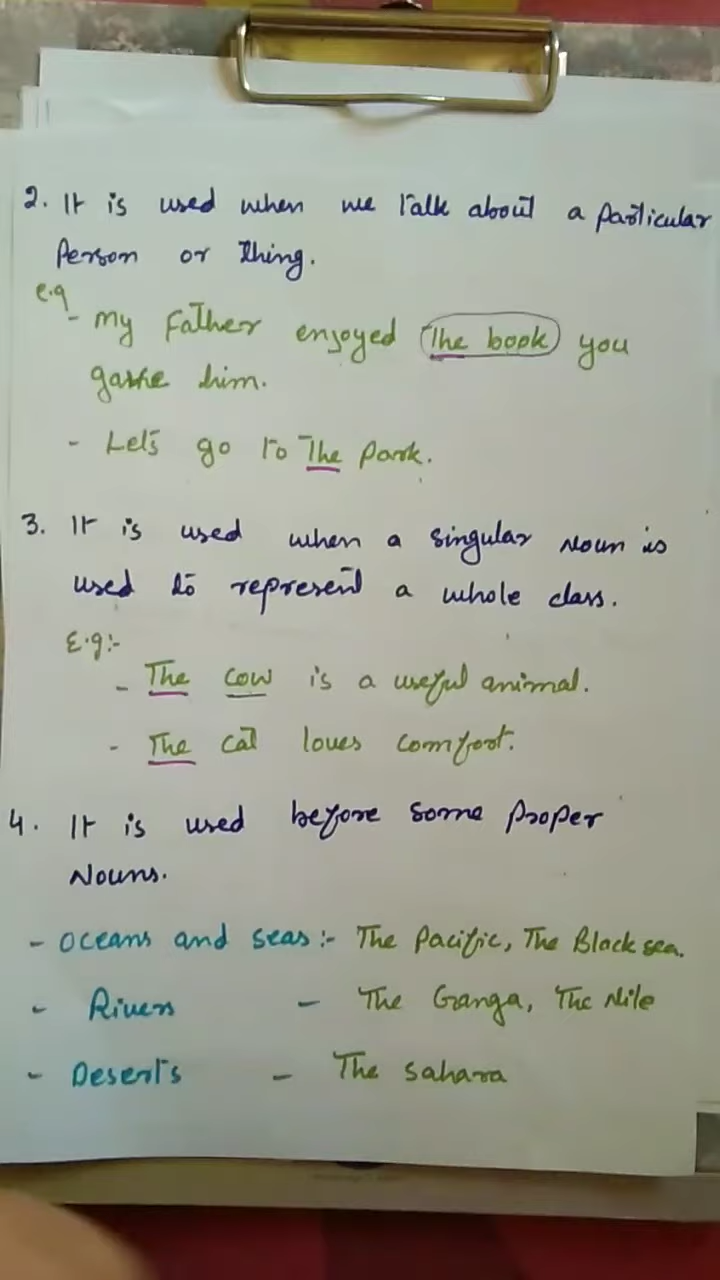 2. It is used when we talk about a particular
person or thing.
e.g
- My Father enjoyed the book you
gave him.
- Let's go to The Park.
3. It is used when a singular Noun is
used to represent a whole class.
E.g:-
- The cow is a useful animal.
- The cat loves comfort.
4. It is used before some proper
Nouns.
- Oceans and seas:- The Pacific, The Black sea.
- Rivers - The Ganga, The Nile
- Deserts - The Sahara